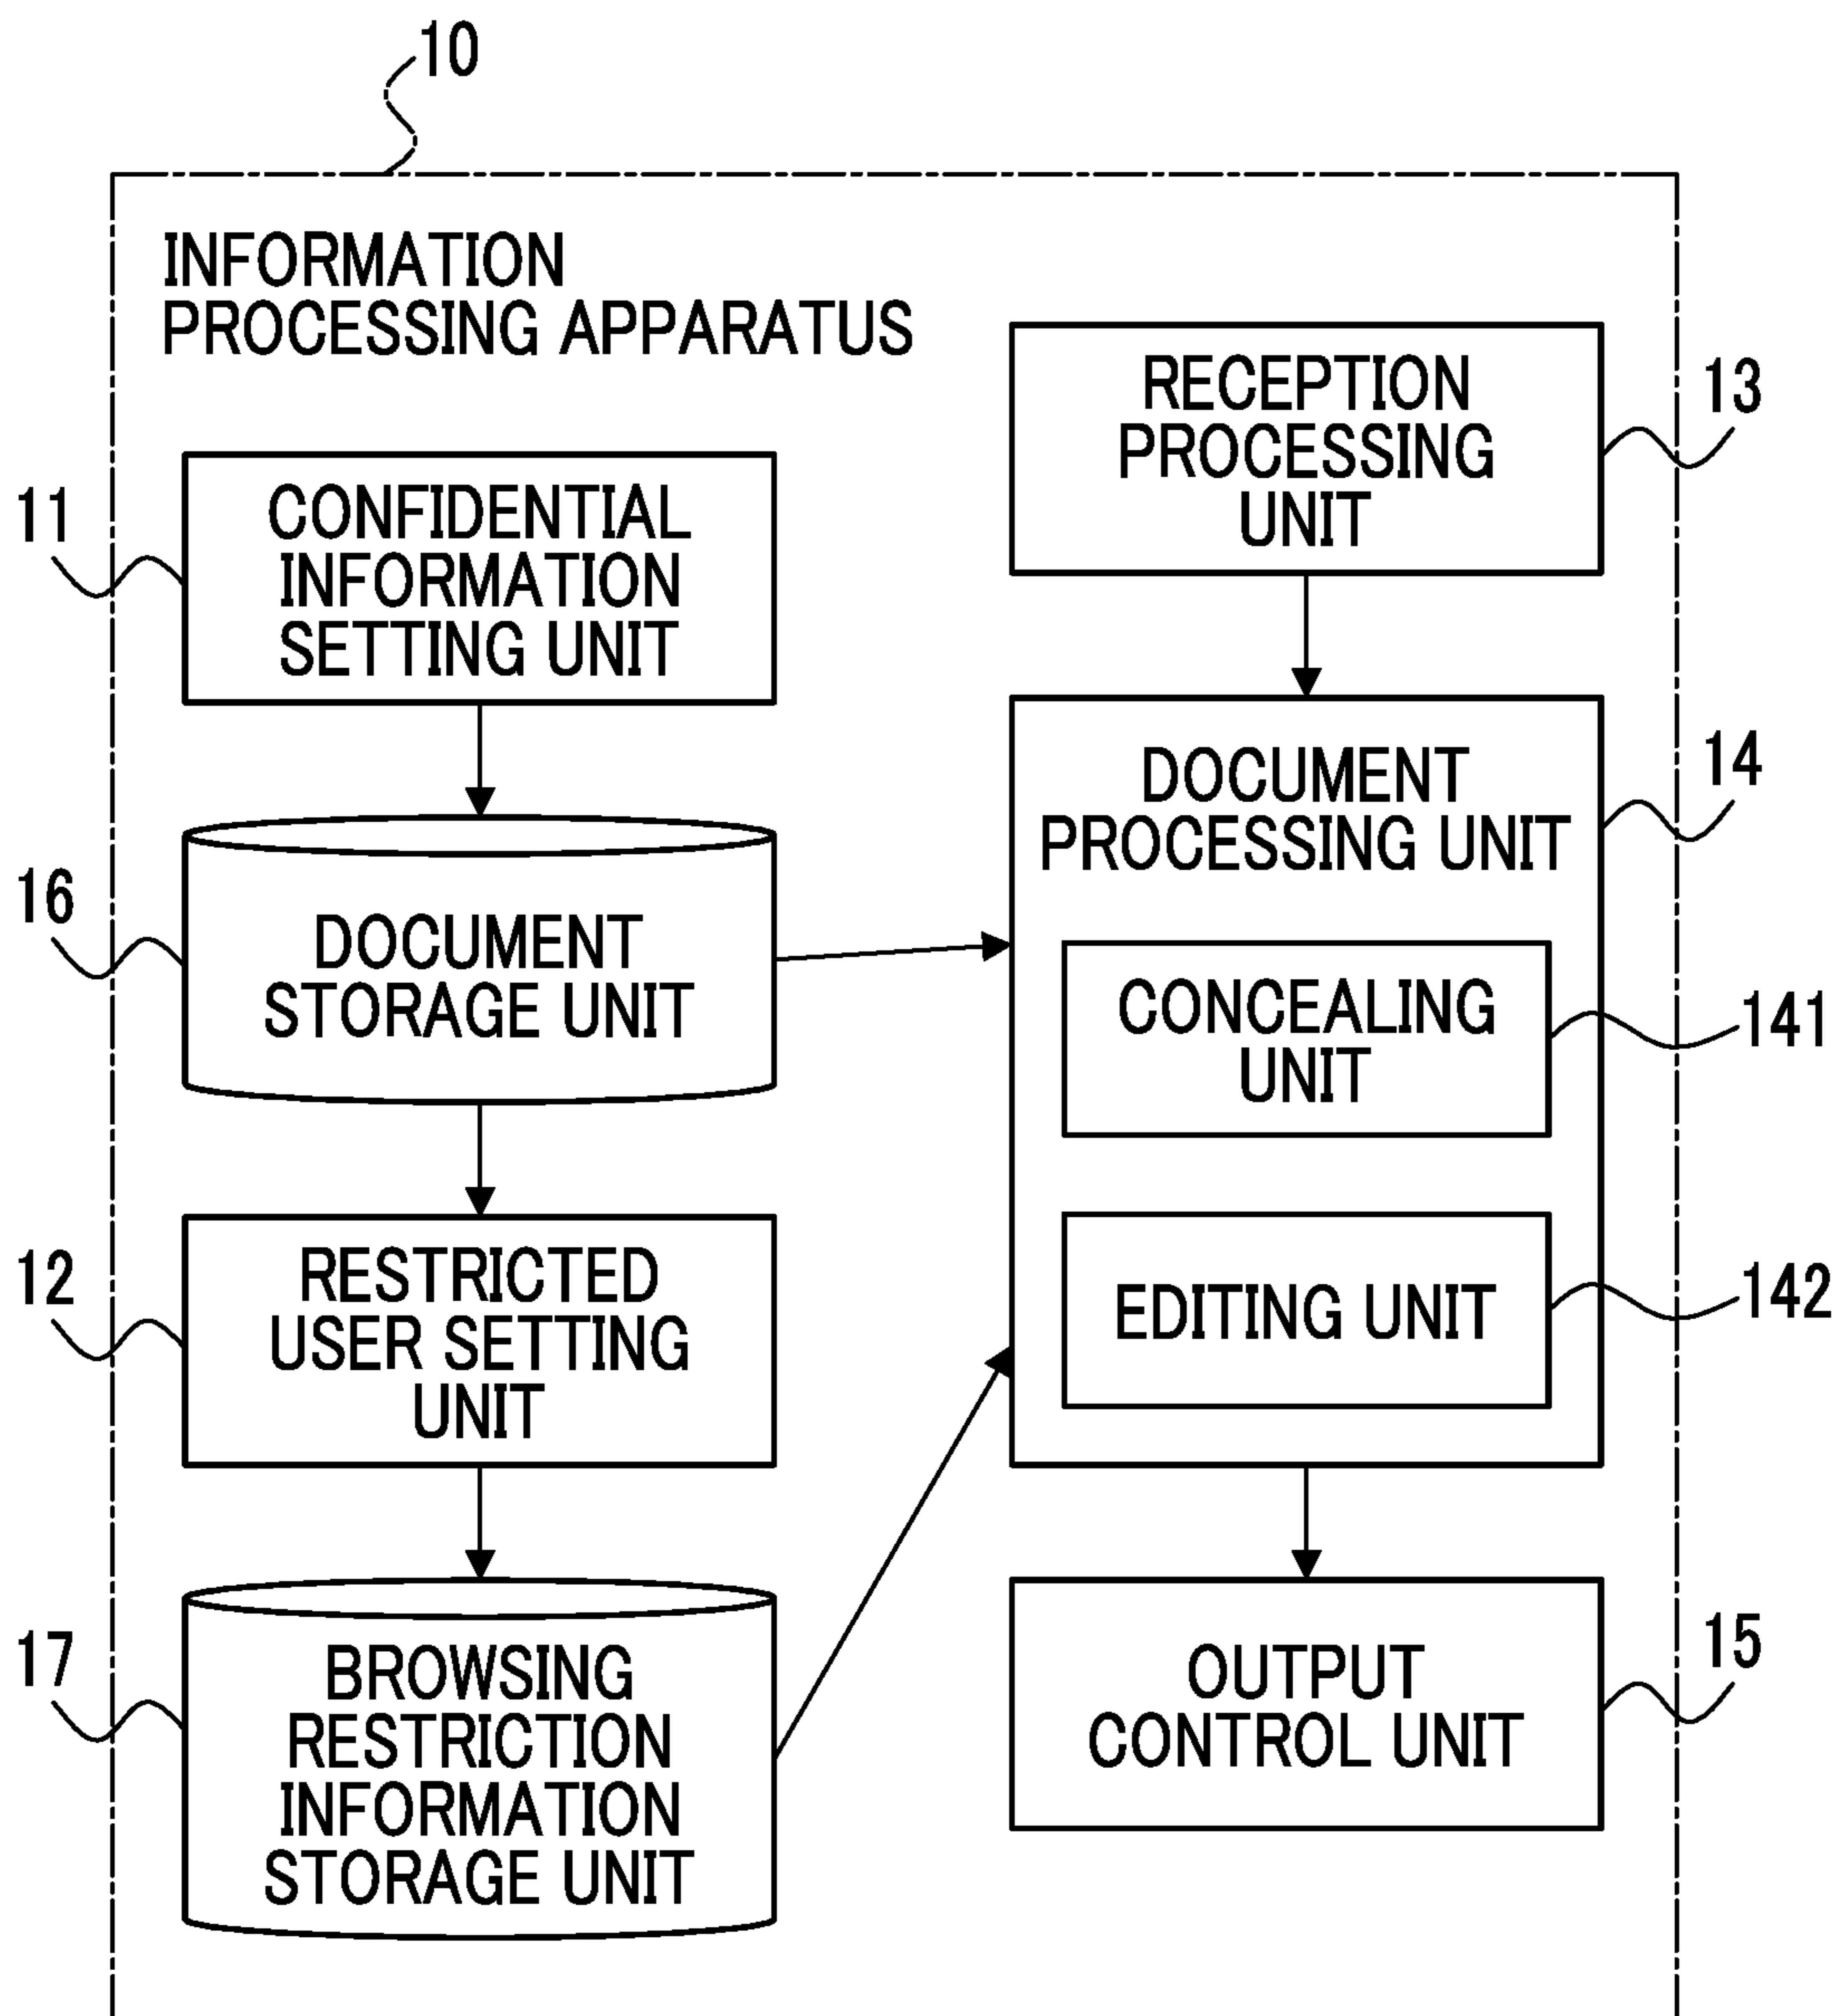 10
INFORMATION
PROCESSING APPARATUS
11
CONFIDENTIAL
INFORMATION
SETTING UNIT
16
DOCUMENT
STORAGE UNIT
12
RESTRICTED
USER SETTING
UNIT
17
BROWSING
RESTRICTION
INFORMATION
STORAGE UNIT
RECEPTION
PROCESSING
UNIT
13
DOCUMENT
PROCESSING UNIT
14
CONCEALING
UNIT
141
EDITING UNIT
142
OUTPUT
CONTROL UNIT
15